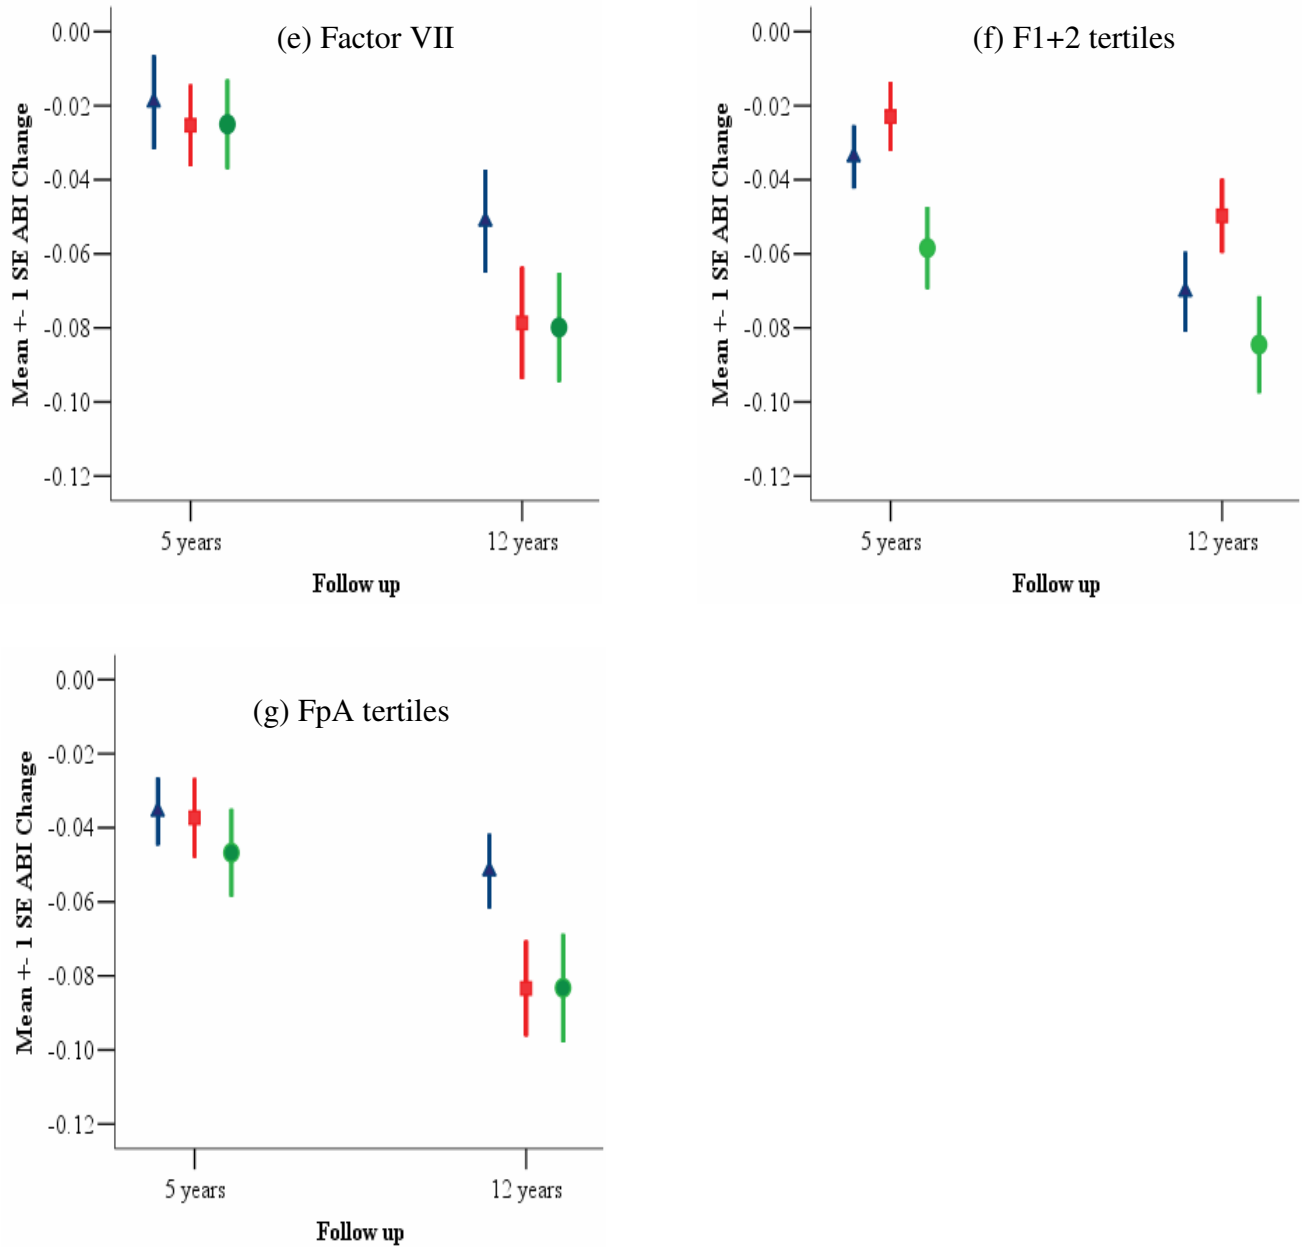 (e) Factor VII
0.00
-0.02
-0.04
-0.06
-0.08
-0.10
-0.12
Mean +- 1 SE ABI Change
5 years
12 years
Follow up
(f) F1+2 tertiles
0.00
-0.02
-0.04
-0.06
-0.08
-0.10
-0.12
Mean +- 1 SE ABI Change
5 years
12 years
Follow up
(g) FpA tertiles
0.00
-0.02
-0.04
-0.06
-0.08
-0.10
-0.12
Mean +- 1 SE ABI Change
5 years
12 years
Follow up